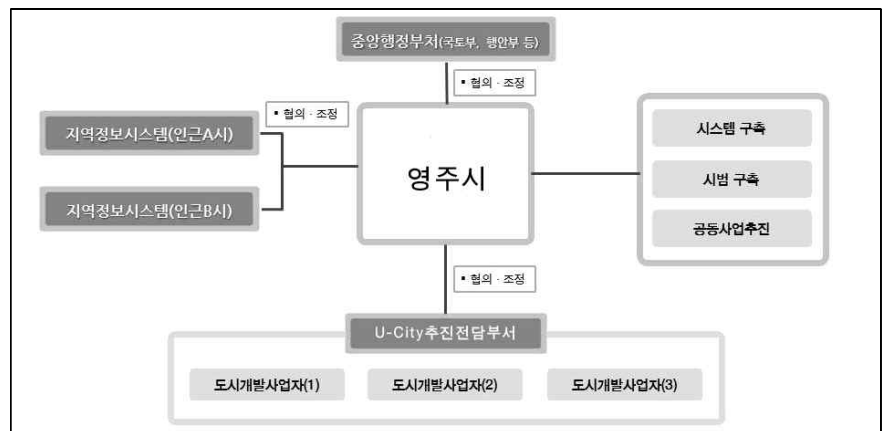 중앙행정부처(국토부, 행안부 등)
▪ 협의 · 조정
▪ 협의 · 조정
지역정보시스템(인근A시)
지역정보시스템(인근B시)
영주시
시스템 구축
시범 구축
공동사업추진
▪ 협의 · 조정
U-City추진전담부서
도시개발사업자(1)
도시개발사업자(2)
도시개발사업자(3)